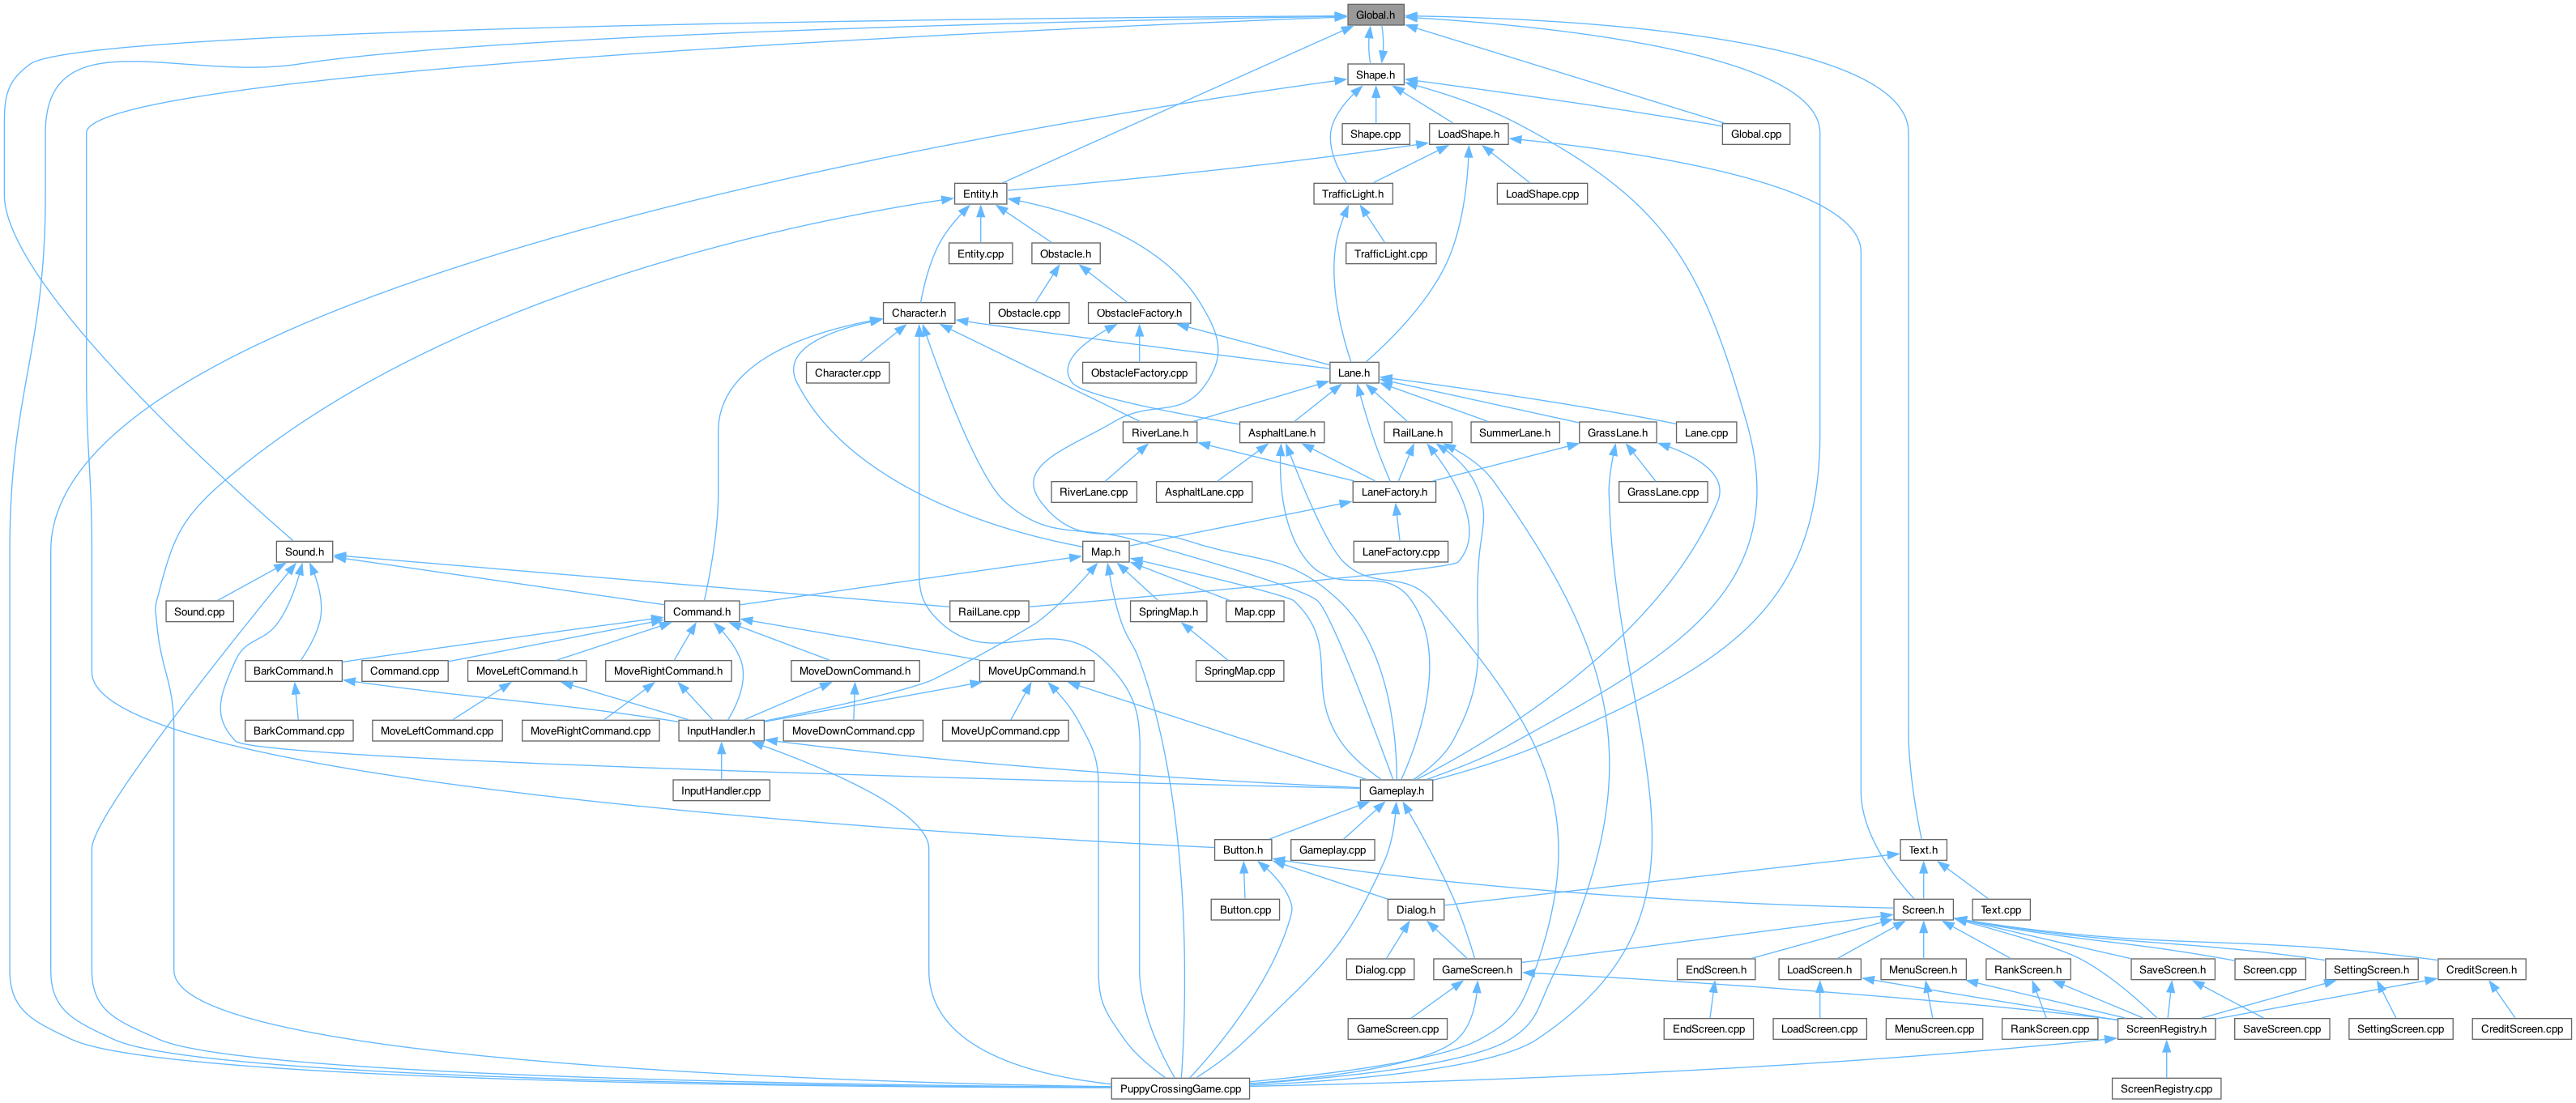 Global.h
Shape.h
Shape.cpp
LoadShape.h
Global.cpp
Entity.h
TrafficLight.h
LoadShape.cpp
Entity.cpp
Obstacle.h
TrafficLight.cpp
Character.h
Obstacle.cpp
ObstacleFactory.h
Character.cpp
ObstacleFactory.cpp
Lane.h
RiverLane.h
AsphaltLane.h
RailLane.h
SummerLane.h
GrassLane.h
Lane.cpp
RiverLane.cpp
AsphaltLane.cpp
LaneFactory.h
GrassLane.cpp
Sound.h
Map.h
LaneFactory.cpp
Sound.cpp
Command.h
RailLane.cpp
SpringMap.h
Map.cpp
BarkCommand.h
Command.cpp
MoveLeftCommand.h
MoveRightCommand.h
MoveDownCommand.h
MoveUpCommand.h
SpringMap.cpp
BarkCommand.cpp
MoveLeftCommand.cpp
MoveRightCommand.cpp
InputHandler.h
MoveDownCommand.cpp
MoveUpCommand.cpp
InputHandler.cpp
Gameplay.h
Button.h
Gameplay.cpp
Text.h
Button.cpp
Dialog.h
Screen.h
Text.cpp
Dialog.cpp
GameScreen.h
EndScreen.h
LoadScreen.h
MenuScreen.h
RankScreen.h
SaveScreen.h
Screen.cpp
SettingScreen.h
CreditScreen.h
GameScreen.cpp
EndScreen.cpp
LoadScreen.cpp
MenuScreen.cpp
RankScreen.cpp
ScreenRegistry.h
SaveScreen.cpp
SettingScreen.cpp
CreditScreen.cpp
PuppyCrossingGame.cpp
ScreenRegistry.cpp